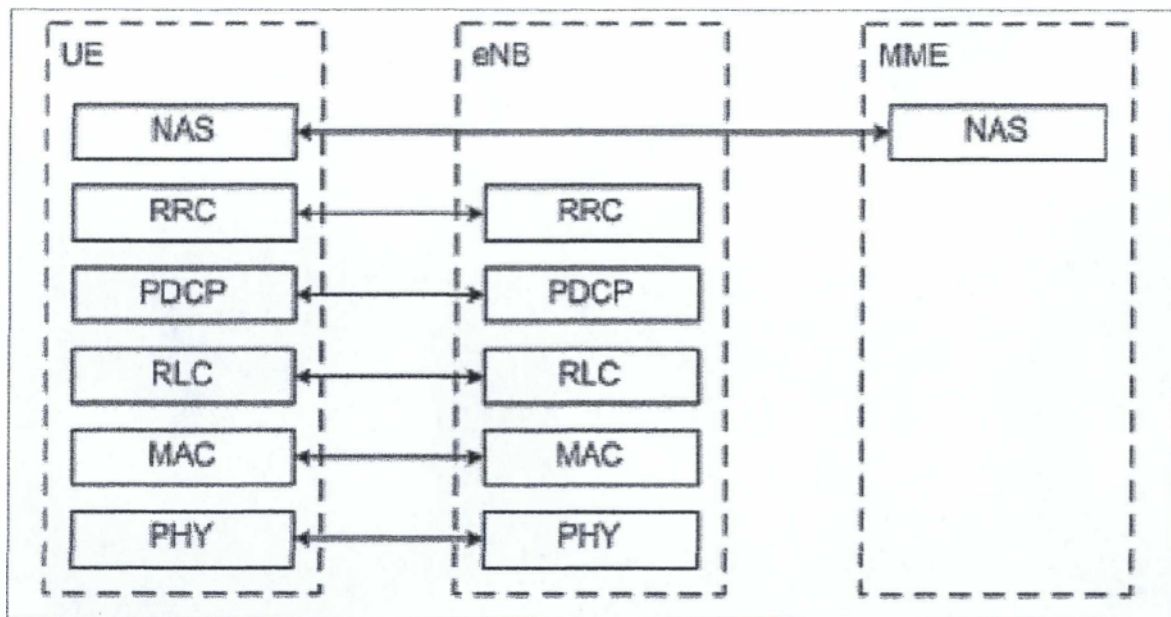 UE eNB MME
NAS NAS
RRC RRC
PDCP PDCP
RLC RLC
MAC MAC
PHY PHY